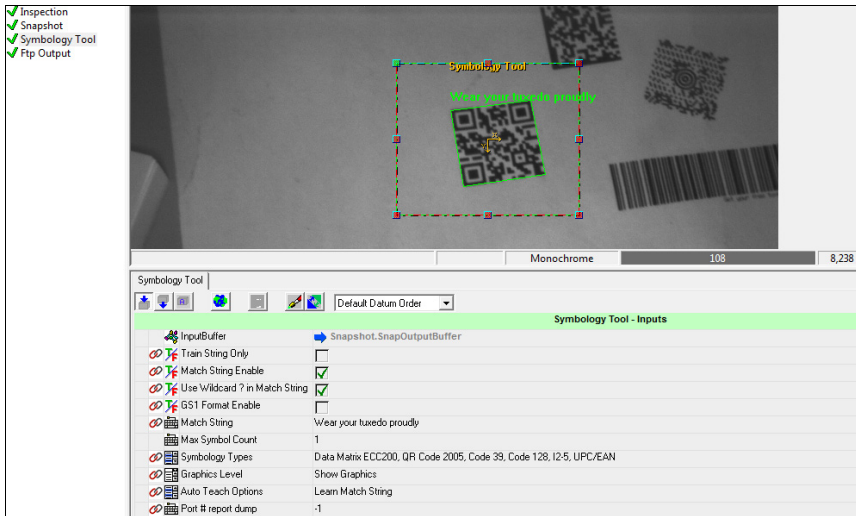 Inspection
Snapshot
Symbology Tool
Ftp Output
Symbology Tool
Wear your tuxedo proudly
Monochrome 108 8,238
Symbology Tool
Default Datum Order
Symbology Tool - Inputs
InputBuffer Snapshot.SnapOutputBuffer
Train String Only
Match String Enable
Use Wildcard ? in Match String
GS1 Format Enable
Match String Wear your tuxedo proudly
Max Symbol Count 1
Symbology Types Data Matrix ECC200, QR Code 2005, Code 39, Code 128, I2-5, UPC/EAN
Graphics Level Show Graphics
Auto Teach Options Learn Match String
Port # report dump -1